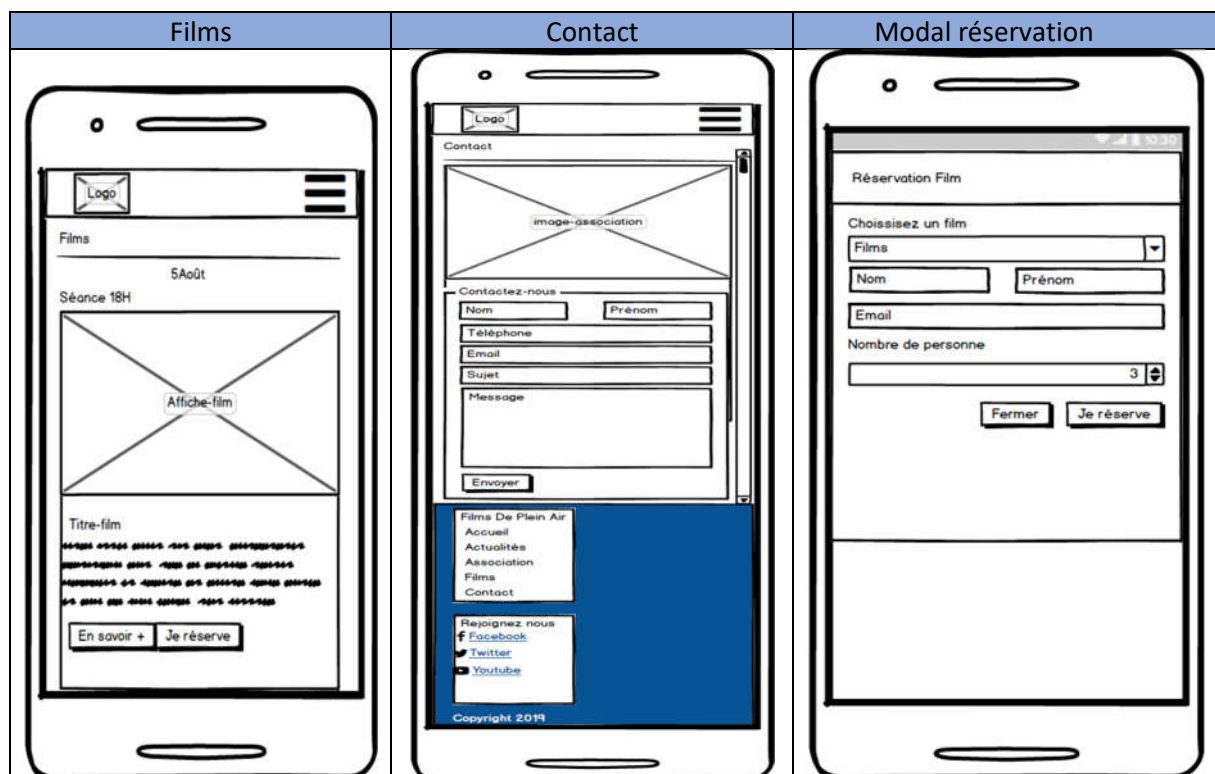 Films
Contact
Modal réservation
Logo
Films
5Août
Séance 18H
Affiche-film
Titre-film
En savoir +
Je réserve
Logo
Contact
image-association
Contactez-nous
Nom
Prénom
Téléphone
Email
Sujet
Message
Envoyer
Films De Plein Air
Accueil
Actualités
Association
Films
Contact
Rejoignez nous
Facebook
Twitter
Youtube
Copyright 2019
10:30
Réservation Film
Choissisez un film
Films
Nom
Prénom
Email
Nombre de personne
3
Fermer
Je réserve